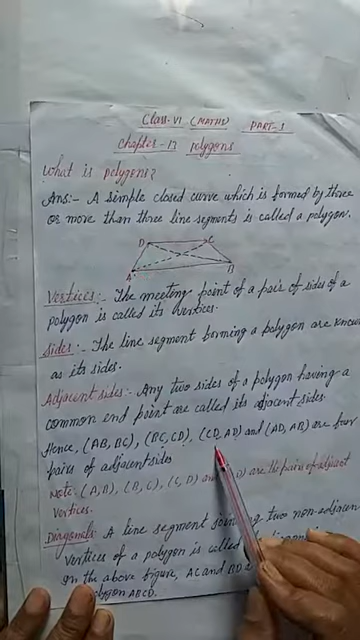 Class-VI (MATHS) PART-1
Chapter-17 Polygons
What is polygons?
Ans:- A simple closed curve which is formed by three
or more than three line segments is called a polygon.
D C
A B
Vertices:- The meeting point of a pair of sides of a
polygon is called its vertices.
Sides:- The line segment borming a polygon are known
as its sides.
Adjacent sides:- Any two sides of a polygon having a
common end point are called its adjacent sides.
Hence, (AB, BC), (BC, CD), (CD, AD) and (AD, AB) are four
pairs of adjacent sides
Note: (A, B), (B, C), (C, D) and D) are the pairs of adjacent
vertices.
Diagonals: A line segment joining two non-adjacen
vertices of a polygon is called
In the above figure, AC and BD
ABCD.